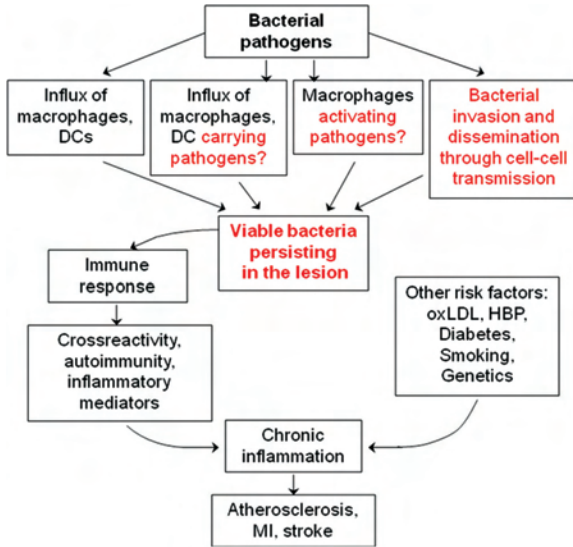 Bacterial
pathogens
Influx of
macrophages,
DCs
Influx of
macrophages,
DC carrying
pathogens?
Macrophages
activating
pathogens?
Bacterial
invasion and
dissemination
through cell-cell
transmission
Viable bacteria
persisting
in the lesion
Immune
response
Other risk factors:
oxLDL, HBP,
Diabetes,
Smoking,
Genetics
Crossreactivity,
autoimmunity,
inflammatory
mediators
Chronic
inflammation
Atherosclerosis,
MI, stroke